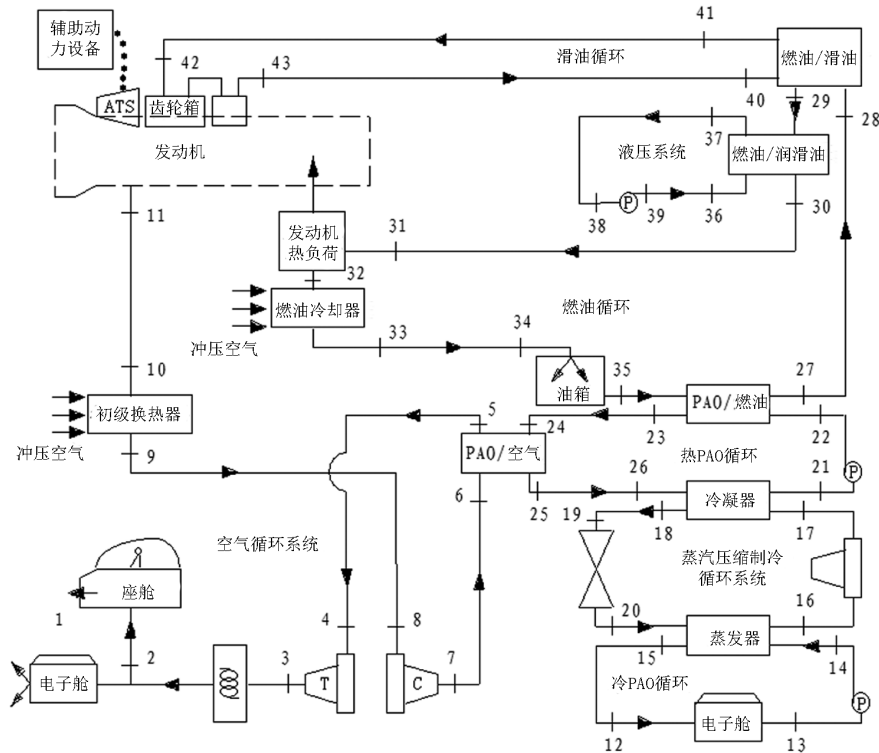 辅助动
力设备
41
42
滑油循环
43
燃油/滑油
40
29
28
ATS
齿轮箱
37
液压系统
燃油/润滑油
发动机
38
P
39
36
30
11
发动机
热负荷
31
32
燃油冷却器
冲压空气
燃油循环
33
34
10
油箱
35
PAO/燃油
27
初级换热器
冲压空气
5
24
23
22
9
PAO/空气
热PAO循环
6
25
26
冷凝器
21
P
19
18
17
空气循环系统
蒸汽压缩制冷
循环系统
座舱
1
20
16
4
8
蒸发器
15
14
2
3
T
C
7
电子舱
冷PAO循环
电子舱
P
12
13